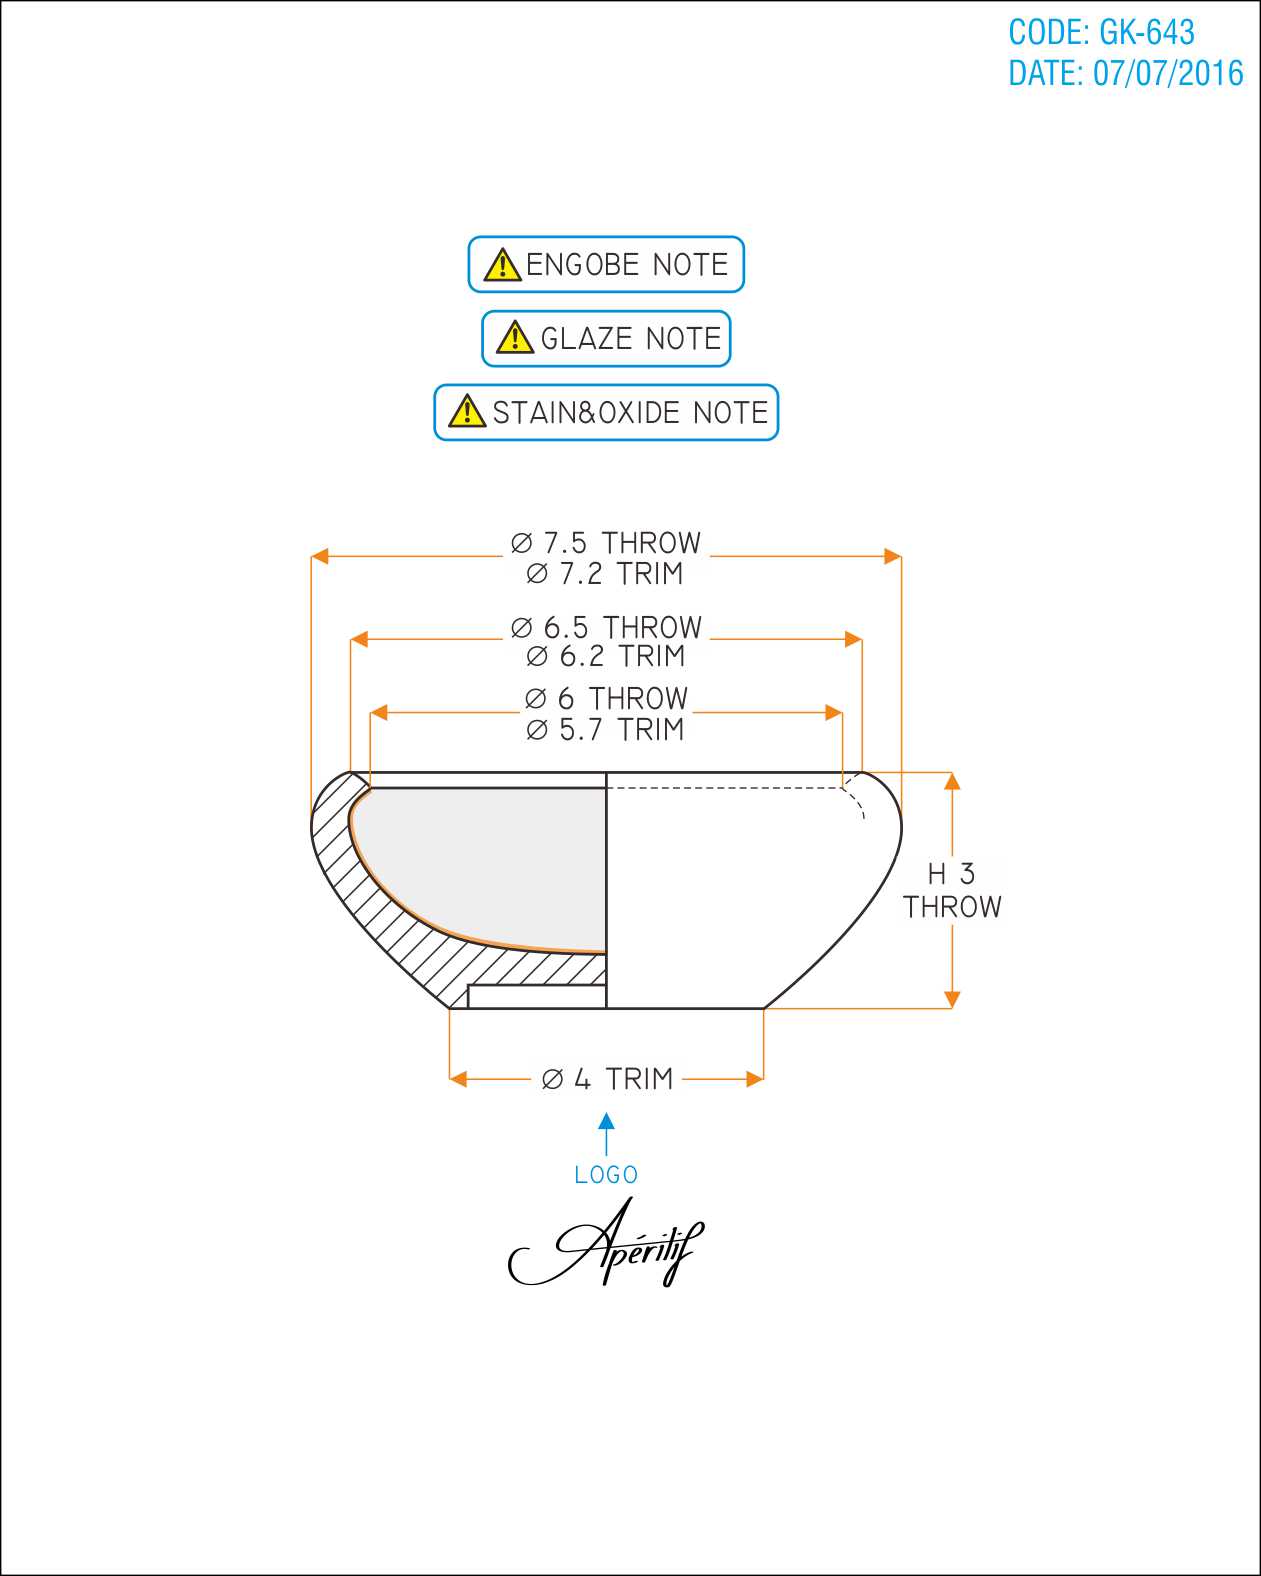 CODE: GK-643
DATE: 07/07/2016
ENGOBE NOTE
GLAZE NOTE
STAIN&OXIDE NOTE
Ø 7.5 THROW
Ø 7.2 TRIM
Ø 6.5 THROW
Ø 6.2 TRIM
Ø 6 THROW
Ø 5.7 TRIM
H 3
THROW
Ø 4 TRIM
LOGO
Apéritif